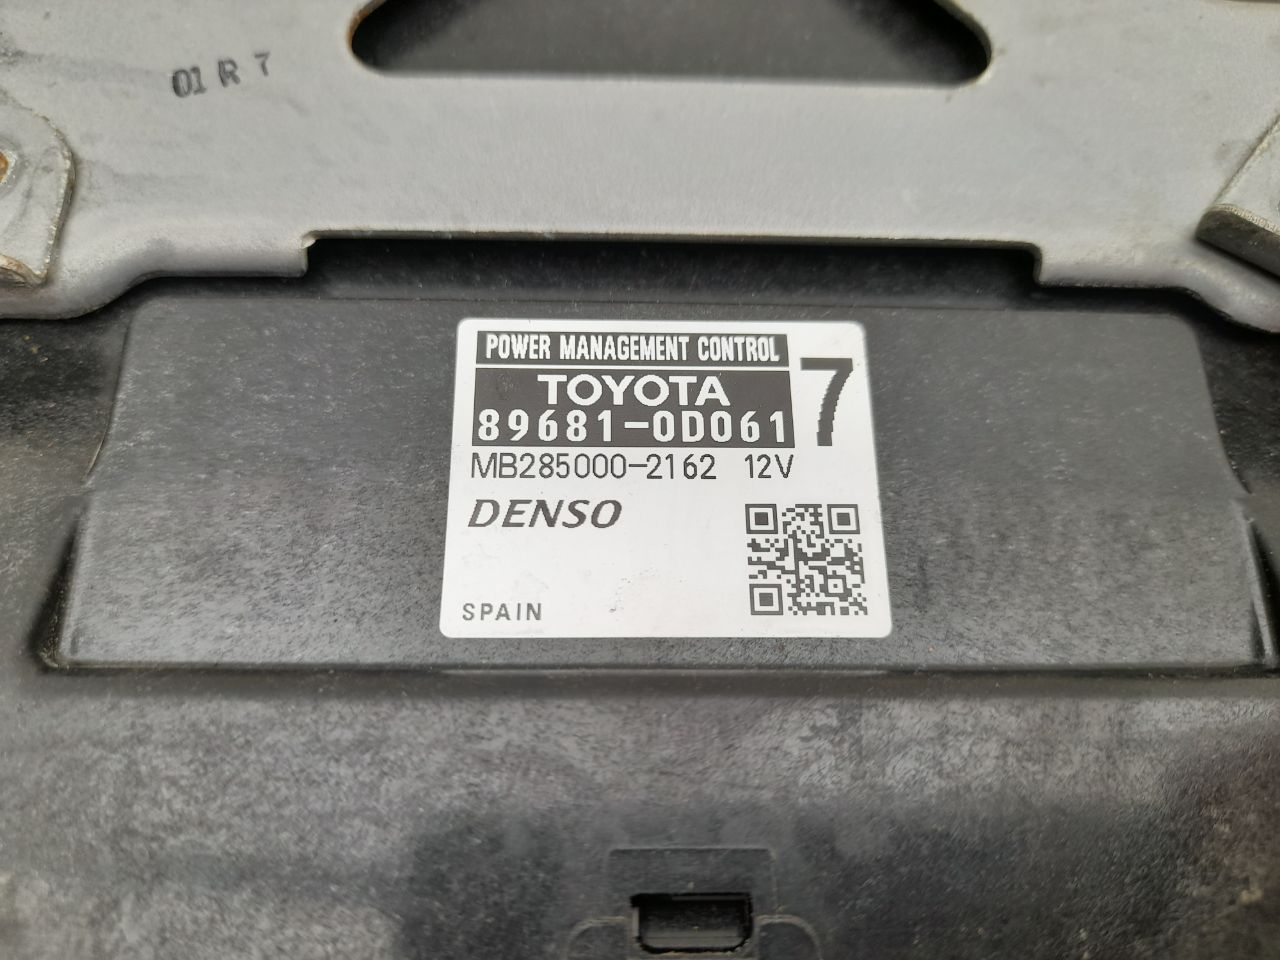 01 R 7
POWER MANAGEMENT CONTROL
TOYOTA 7
89681-0D061
MB285000-2162 12V
DENSO
SPAIN